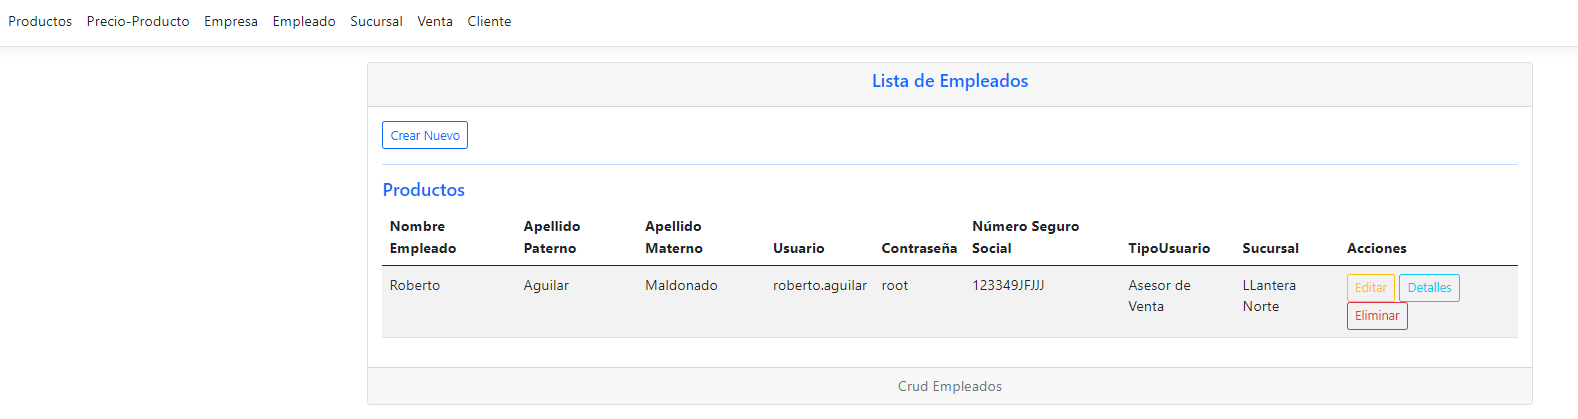 Productos Precio-Producto Empresa Empleado Sucursal Venta Cliente
Lista de Empleados
Crear Nuevo
Productos
Nombre Empleado Apellido Paterno Apellido Materno Usuario Contraseña Número Seguro Social TipoUsuario Sucursal Acciones
Roberto Aguilar Maldonado roberto.aguilar root 123349JFJJJ Asesor de Venta LLantera Norte Editar Detalles
Eliminar
Crud Empleados